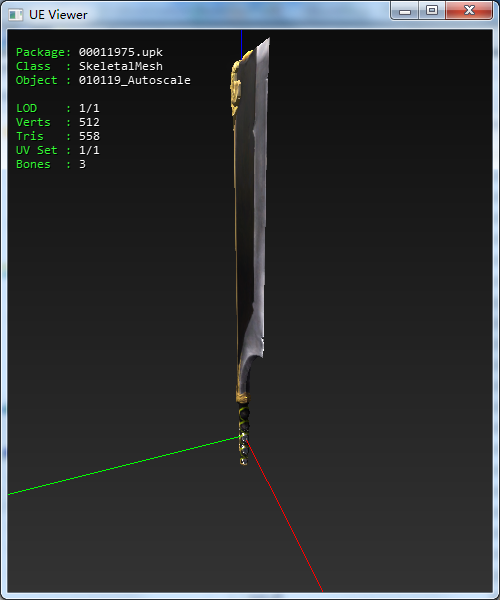 UE Viewer
Package: 00011975.upk
Class : SkeletalMesh
Object : 010119_Autoscale
LOD : 1/1
Verts : 512
Tris : 558
UV Set : 1/1
Bones : 3